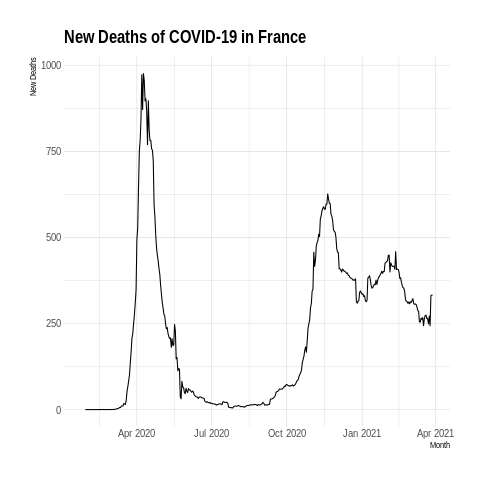 New Deaths of COVID-19 in France
New Deaths
1000
750
500
250
0
Apr 2020 Jul 2020 Oct 2020 Jan 2021 Apr 2021
Month